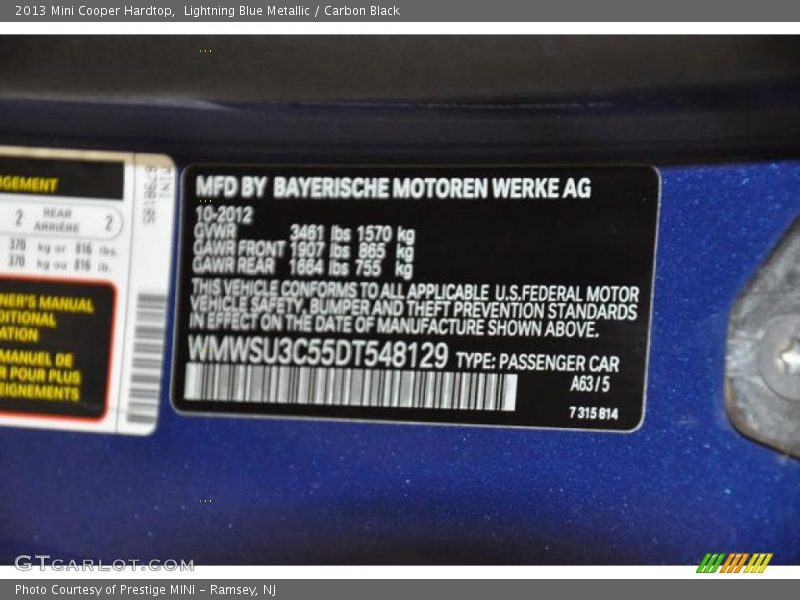 2013 Mini Cooper Hardtop,  Lightning Blue Metallic / Carbon Black
GEMENT
2 REAR ARRIÈRE 2
370 kg or 816 lbs.
370 kg ou 816 lb.
NER'S MANUAL
DITIONAL
ATION
MANUEL DE
R POUR PLUS
EIGNEMENTS
MFD BY BAYERISCHE MOTOREN WERKE AG
10-2012
GVWR 3461 lbs 1570 kg
GAWR FRONT 1907 lbs 865 kg
GAWR REAR 1664 lbs 755 kg
THIS VEHICLE CONFORMS TO ALL APPLICABLE U.S.FEDERAL MOTOR
VEHICLE SAFETY, BUMPER AND THEFT PREVENTION STANDARDS
IN EFFECT ON THE DATE OF MANUFACTURE SHOWN ABOVE.
WMWSU3C55DT548129 TYPE: PASSENGER CAR
A63/5
7 315 814
GTCARLOT.COM
Photo Courtesy of Prestige MINI - Ramsey, NJ